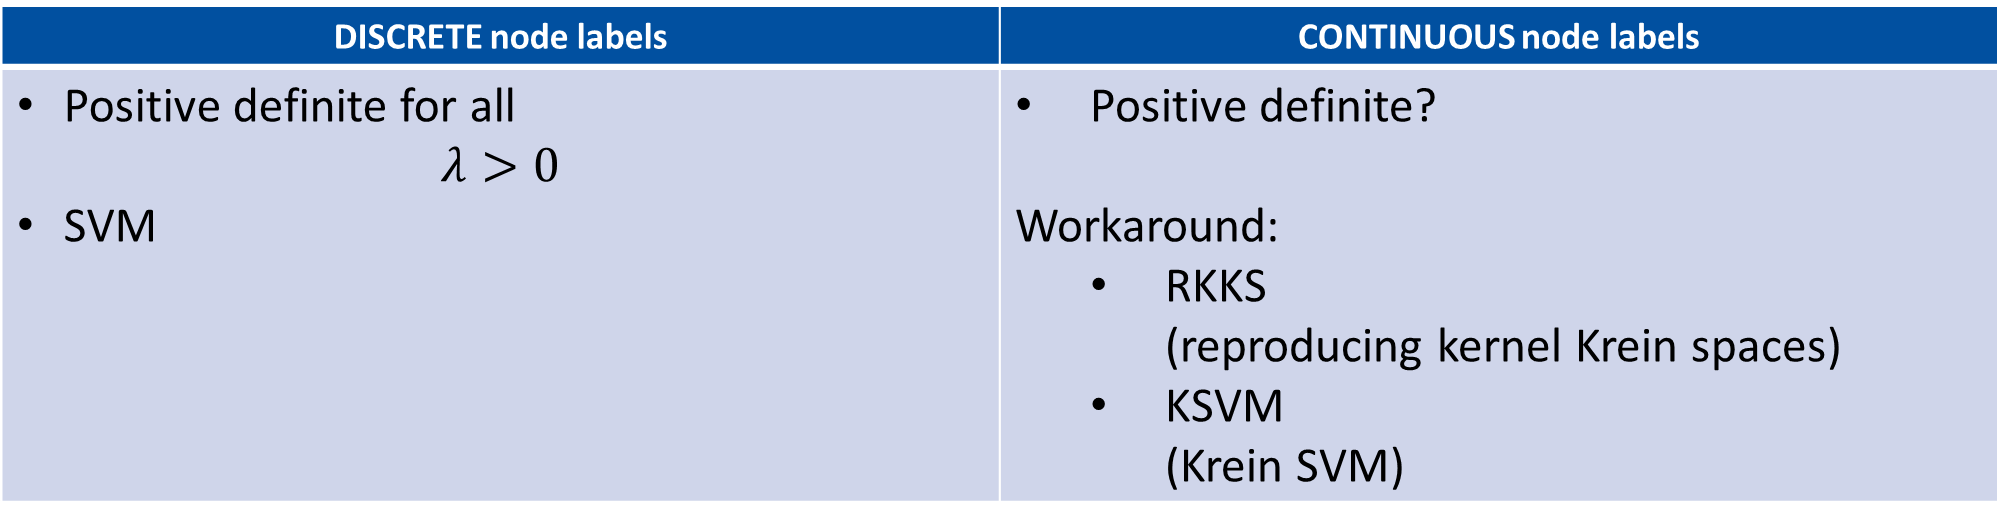 DISCRETE node labels
• Positive definite for all
λ > 0
• SVM
CONTINUOUS node labels
• Positive definite?
Workaround:
• RKKS
(reproducing kernel Krein spaces)
• KSVM
(Krein SVM)